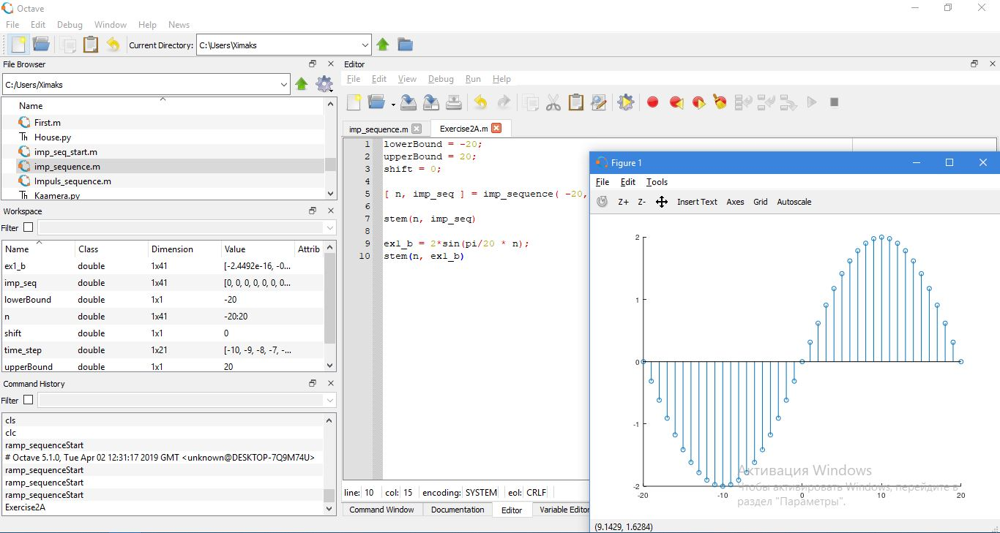 Octave
File Edit Debug Window Help News
Current Directory: C:\Users\Ximaks
File Browser
C:/Users/Ximaks
Name
First.m
House.py
imp_seq_start.m
imp_sequence.m
Impuls_sequence.m
Kaamera.py
Workspace
Filter
Name Class Dimension Value Attrib
ex1_b double 1x41 [-2.4492e-16, -0...
imp_seq double 1x41 [0, 0, 0, 0, 0, 0, 0...
lowerBound double 1x1 -20
n double 1x41 -20:20
shift double 1x1 0
time_step double 1x21 [-10, -9, -8, -7, -...
upperBound double 1x1 20
Command History
Filter
cls
clc
ramp_sequenceStart
# Octave 5.1.0, Tue Apr 02 12:31:17 2019 GMT <unknown@DESKTOP-7Q9M74U>
ramp_sequenceStart
ramp_sequenceStart
ramp_sequenceStart
Exercise2A
Editor
File Edit View Debug Run Help
imp_sequence.m Exercise2A.m
1 lowerBound = -20;
2 upperBound = 20;
3 shift = 0;
4
5 [ n, imp_seq ] = imp_sequence( -20,
6
7 stem(n, imp_seq)
8
9 ex1_b = 2*sin(pi/20 * n);
10 stem(n, ex1_b)
line: 10 col: 15 encoding: SYSTEM eol: CRLF
Command Window Documentation Editor Variable Editor
Figure 1
File Edit Tools
Z+ Z- Insert Text Axes Grid Autoscale
2
1
0
-1
-2
-20 -10 0 10 20
Активация Windows
Чтобы активировать Windows, перейдите в
раздел "Параметры".
(9.1429, 1.6284)